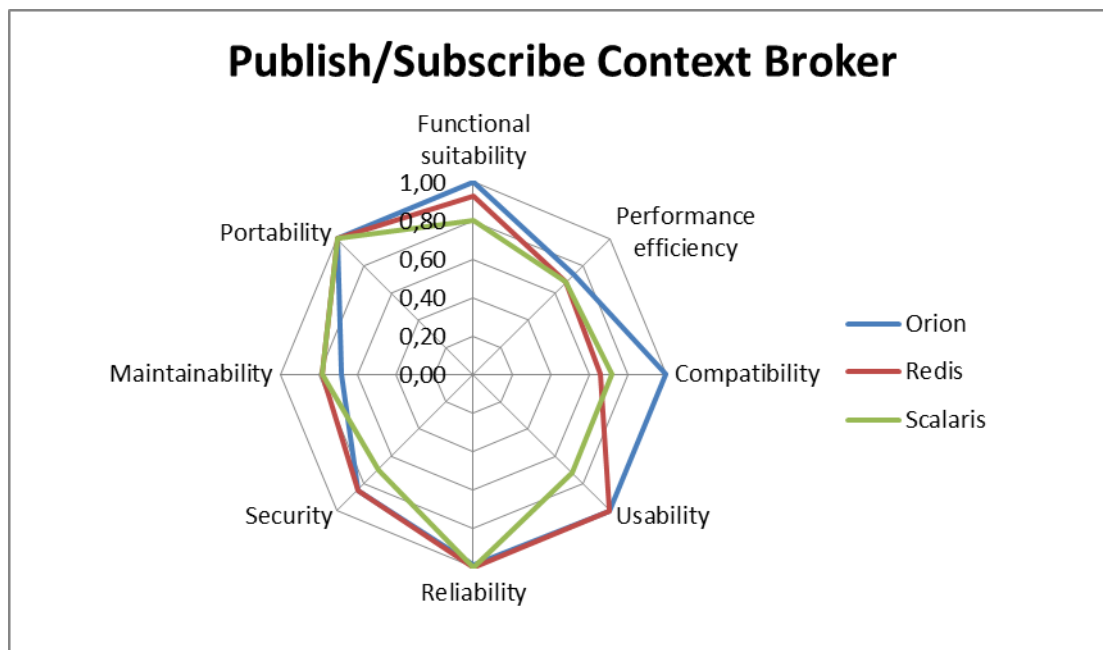 Publish/Subscribe Context Broker
Functional
suitability
1,00
0,80
0,60
0,40
0,20
0,00
Performance
efficiency
Compatibility
Usability
Reliability
Security
Maintainability
Portability
Orion
Redis
Scalaris